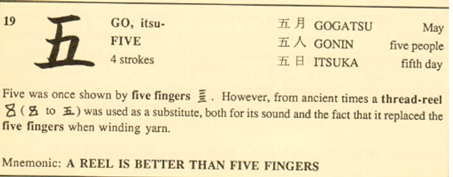 19 五 GO, itsu- 五月 GOGATSU May
FIVE 五人 GONIN five people
4 strokes 五日 ITSUKA fifth day
Five was once shown by five fingers . However, from ancient times a thread-reel
( to 五) was used as a substitute, both for its sound and the fact that it replaced the
five fingers when winding yarn.
Mnemonic: A REEL IS BETTER THAN FIVE FINGERS